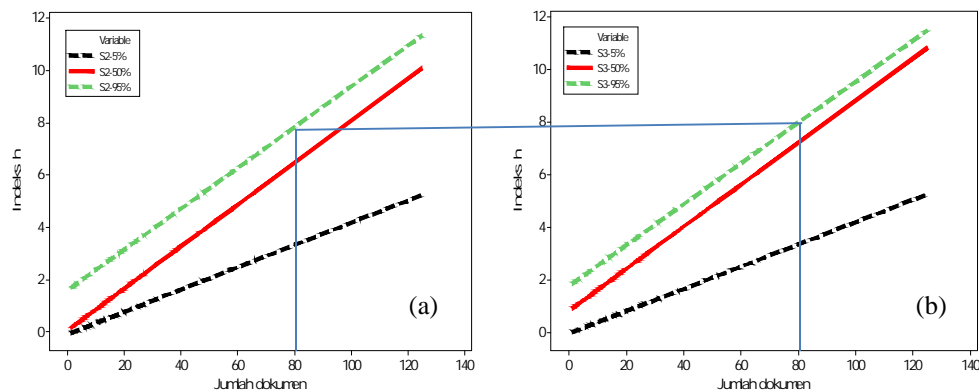 12
10
8
6
4
2
0
Indeks h
Variable
S2-5%
S2-50%
S2-95%
(a)
0 20 40 60 80 100 120 140
Jumlah dokumen
12
10
8
6
4
2
0
Indeks h
Variable
S3-5%
S3-50%
S3-95%
(b)
0 20 40 60 80 100 120 140
Jumlah dokumen